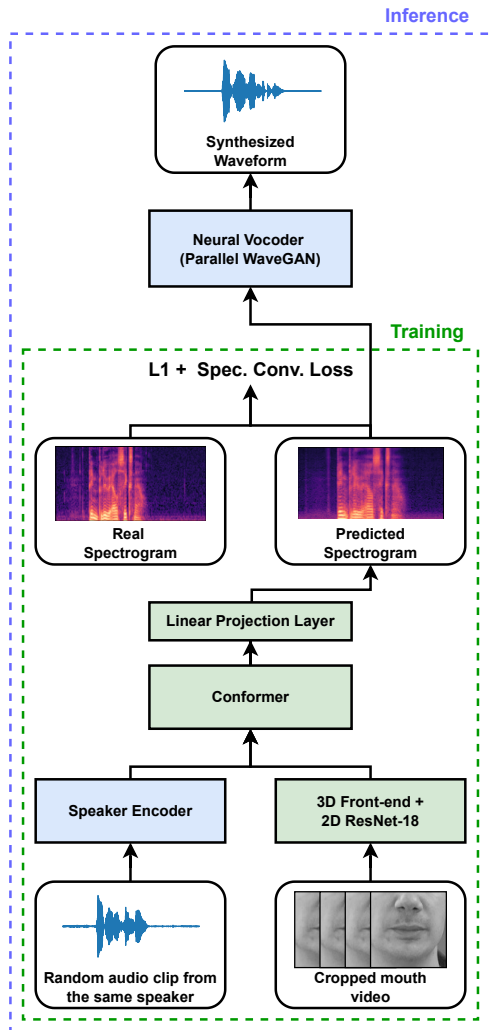 Inference
Synthesized
Waveform
Neural Vocoder
(Parallel WaveGAN)
Training
L1 + Spec. Conv. Loss
Real
Spectrogram
Predicted
Spectrogram
Linear Projection Layer
Conformer
Speaker Encoder
3D Front-end +
2D ResNet-18
Random audio clip from
the same speaker
Cropped mouth
video